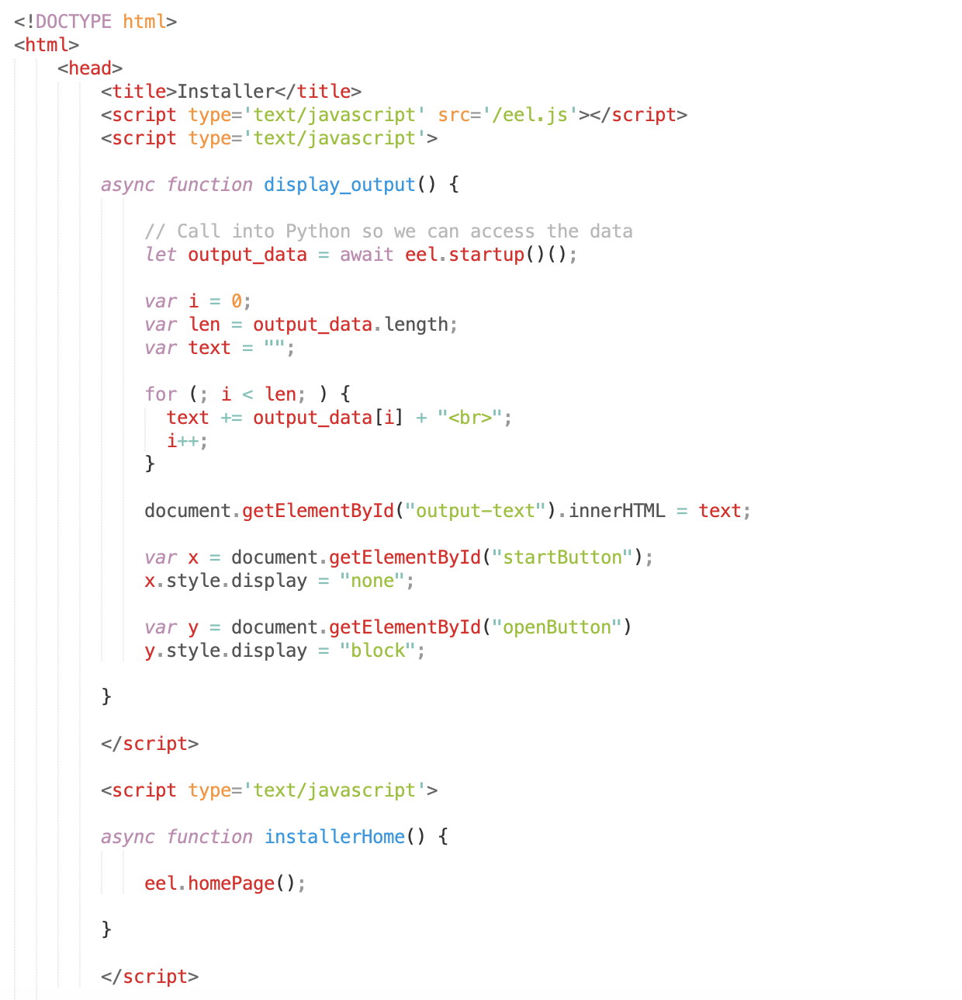 <!DOCTYPE html>
<html>
<head>
<title>Installer</title>
<script type='text/javascript' src='/eel.js'></script>
<script type='text/javascript'>
async function display_output() {
// Call into Python so we can access the data
let output_data = await eel.startup()();
var i = 0;
var len = output_data.length;
var text = "";
for (; i < len; ) {
text += output_data[i] + "<br>";
i++;
}
document.getElementById("output-text").innerHTML = text;
var x = document.getElementById("startButton");
x.style.display = "none";
var y = document.getElementById("openButton")
y.style.display = "block";
}
</script>
<script type='text/javascript'>
async function installerHome() {
eel.homePage();
}
</script>